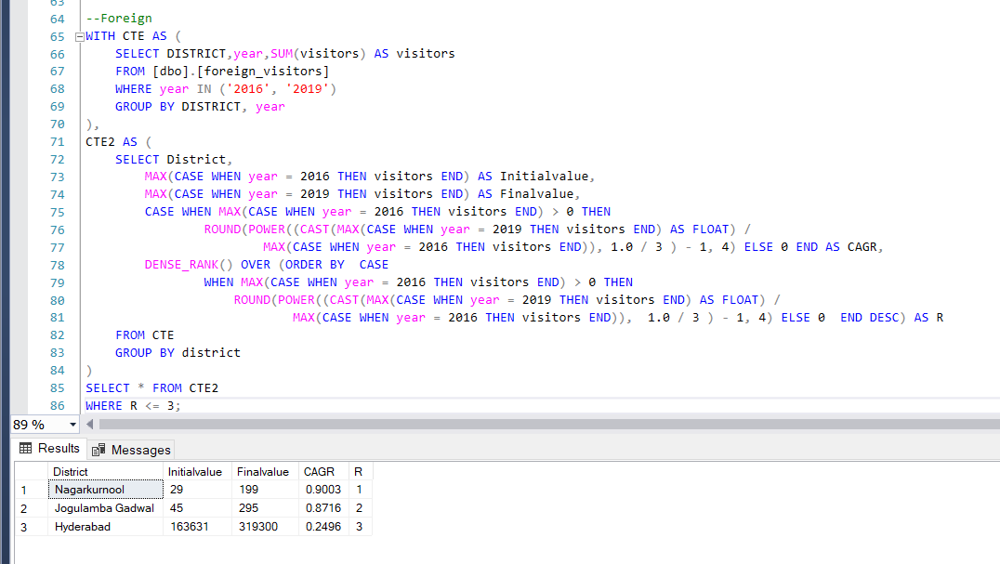 63
64 --Foreign
65 WITH CTE AS (
66 SELECT DISTRICT,year,SUM(visitors) AS visitors
67 FROM [dbo].[foreign_visitors]
68 WHERE year IN ('2016', '2019')
69 GROUP BY DISTRICT, year
70 ),
71 CTE2 AS (
72 SELECT District,
73 MAX(CASE WHEN year = 2016 THEN visitors END) AS Initialvalue,
74 MAX(CASE WHEN year = 2019 THEN visitors END) AS Finalvalue,
75 CASE WHEN MAX(CASE WHEN year = 2016 THEN visitors END) > 0 THEN
76 ROUND(POWER((CAST(MAX(CASE WHEN year = 2019 THEN visitors END) AS FLOAT) /
77 MAX(CASE WHEN year = 2016 THEN visitors END)), 1.0 / 3 ) - 1, 4) ELSE 0 END AS CAGR,
78 DENSE_RANK() OVER (ORDER BY  CASE
79 WHEN MAX(CASE WHEN year = 2016 THEN visitors END) > 0 THEN
80 ROUND(POWER((CAST(MAX(CASE WHEN year = 2019 THEN visitors END) AS FLOAT) /
81 MAX(CASE WHEN year = 2016 THEN visitors END)),  1.0 / 3 ) - 1, 4) ELSE 0  END DESC) AS R
82 FROM CTE
83 GROUP BY district
84 )
85 SELECT * FROM CTE2
86 WHERE R <= 3;
89 %
Results Messages
District Initialvalue Finalvalue CAGR R
1 Nagarkurnool 29 199 0.9003 1
2 Jogulamba Gadwal 45 295 0.8716 2
3 Hyderabad 163631 319300 0.2496 3